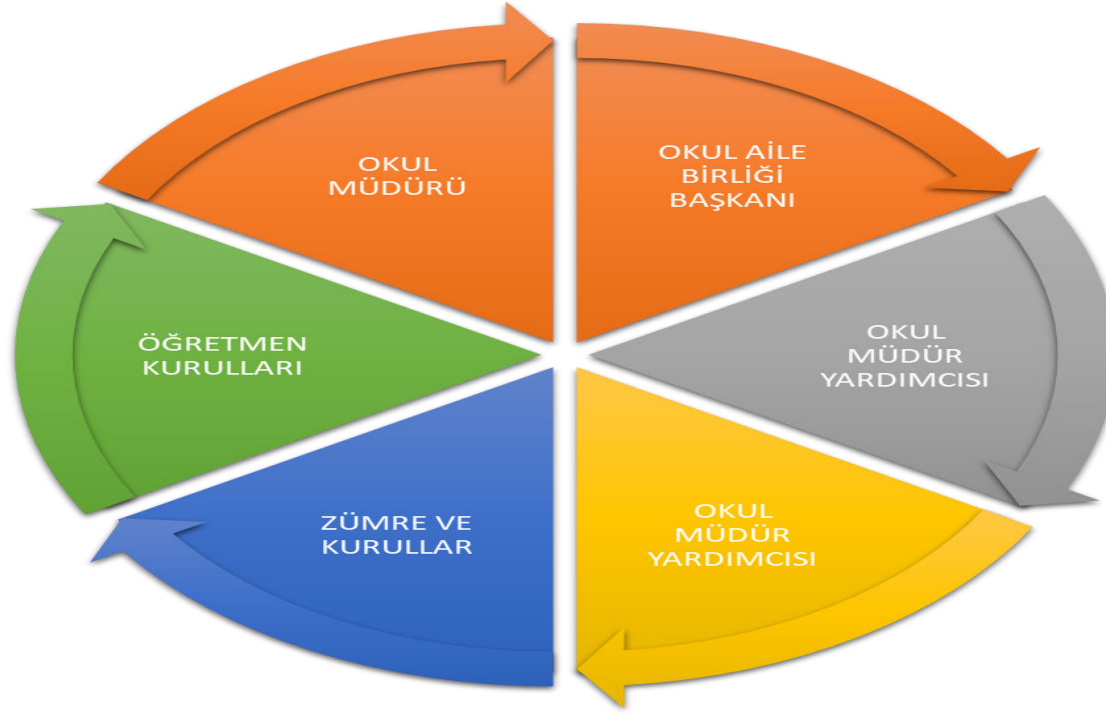 OKUL
MÜDÜRÜ
OKUL AİLE
BİRLİĞİ
BAŞKANI
OKUL
MÜDÜR
YARDIMCISI
OKUL
MÜDÜR
YARDIMCISI
ZÜMRE VE
KURULLAR
ÖĞRETMEN
KURULLARI